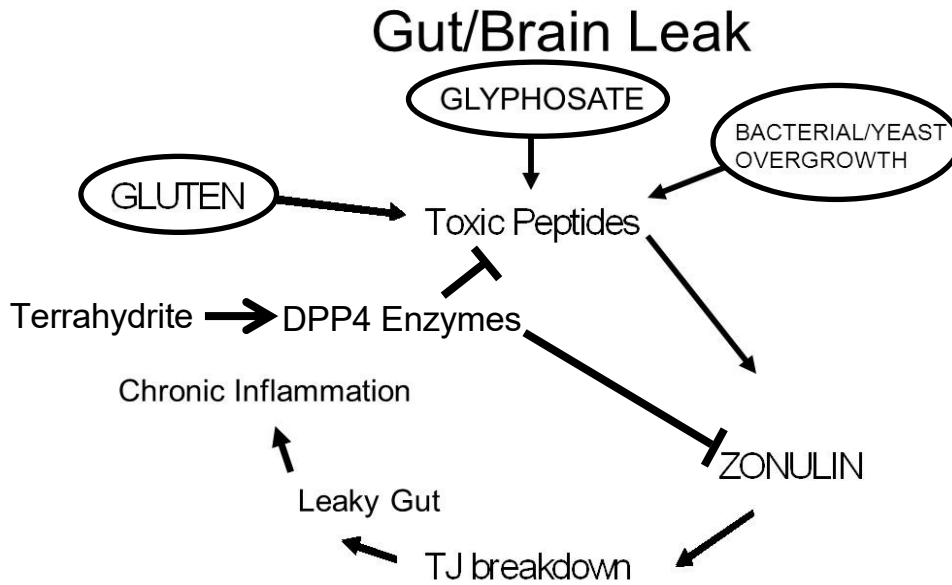 Gut/Brain Leak
GLYPHOSATE
BACTERIAL/YEAST
OVERGROWTH
GLUTEN
Toxic Peptides
Terrahydrite
DPP4 Enzymes
Chronic Inflammation
ZONULIN
Leaky Gut
TJ breakdown